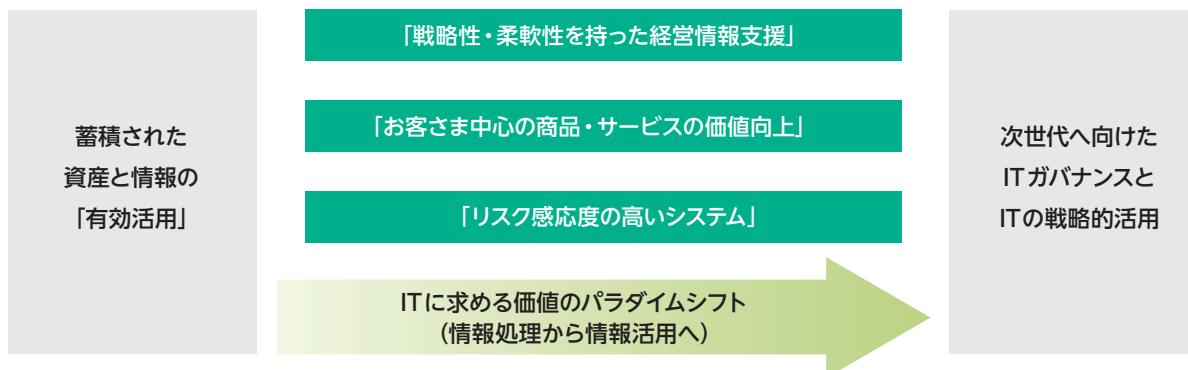 蓄積された
資産と情報の
「有効活用」
「戦略性・柔軟性を持った経営情報支援」
「お客さま中心の商品・サービスの価値向上」
「リスク感応度の高いシステム」
ITに求める価値のパラダイムシフト
（情報処理から情報活用へ）
次世代へ向けた
ITガバナンスと
ITの戦略的活用